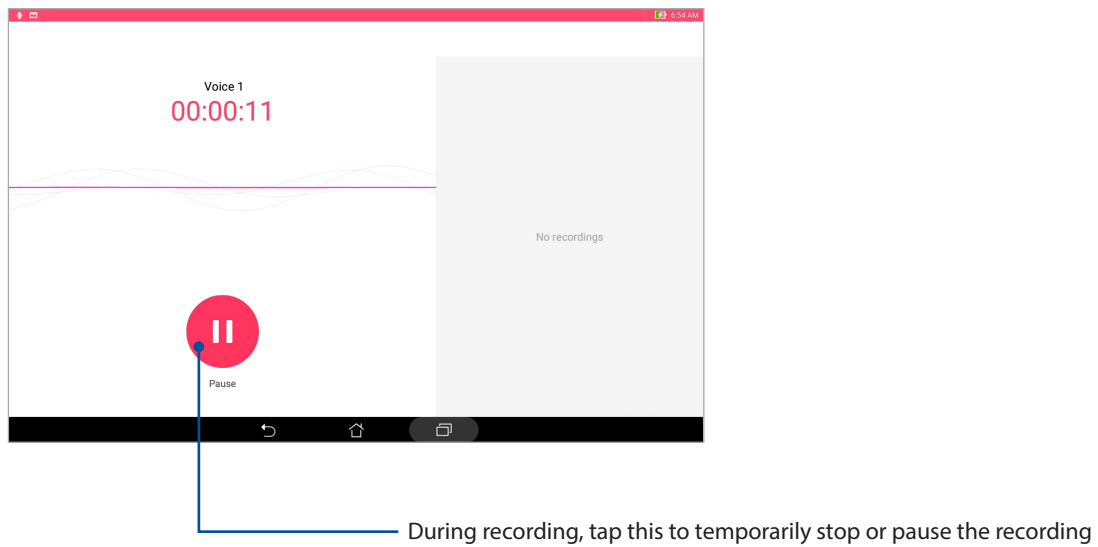 6:54 AM
Voice 1
00:00:11
No recordings
Pause
During recording, tap this to temporarily stop or pause the recording